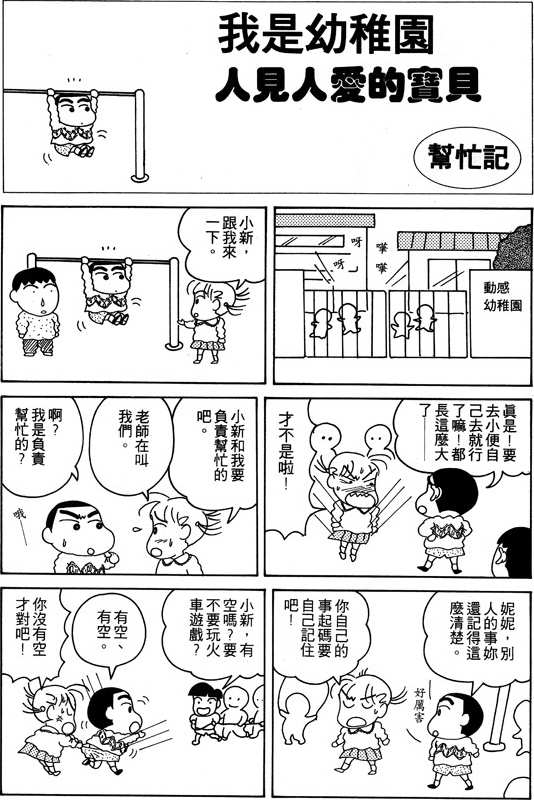 我是幼稚園
人見人愛的寶貝
幫忙記
動感
幼稚園
嘩
嘩
呀
呀
小新，
跟我來
一下。
眞是！要
去小便自
己去就行
了嘛！都
長這麼大
了——
才不是啦！
小新和我要
負責幫忙的
吧。
老師在叫
我們。
啊？
我是負責
幫忙的？
哦——
妮妮，別
人的事妳
還記得這
麼清楚。
好厲害
你自己的
事起碼要
自己記住
吧！
小新，有
空嗎？要
不要玩火
車遊戲？
有空、
有空。
你沒有空
才對吧！